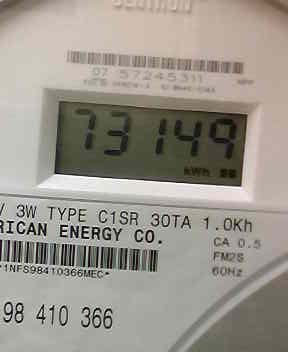 07 57245311
73149
kWh
V 3W TYPE C1SR 30TA 1.0Kh
RICAN ENERGY CO.
CA 0.5
FM2S
60Hz
*1NFS98410366MEC*
98 410 366